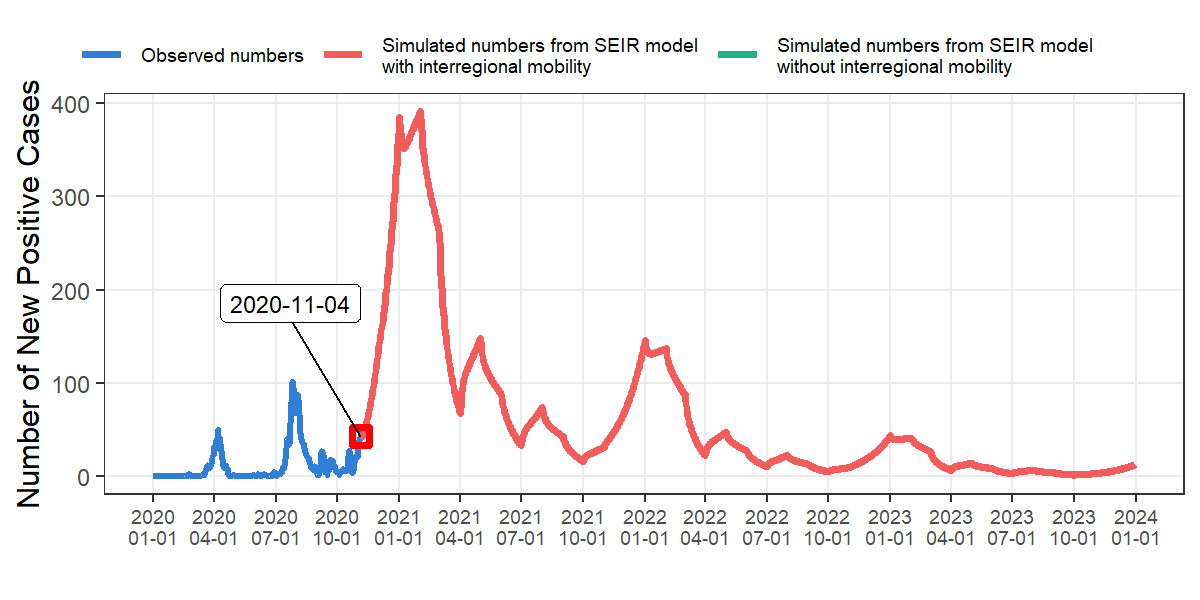 Observed numbers
Simulated numbers from SEIR model
with interregional mobility
Simulated numbers from SEIR model
without interregional mobility
Number of New Positive Cases
400
300
200
100
0
2020-11-04
2020 2020 2020 2020 2021 2021 2021 2021 2022 2022 2022 2022 2023 2023 2023 2023 2024
01-01 04-01 07-01 10-01 01-01 04-01 07-01 10-01 01-01 04-01 07-01 10-01 01-01 04-01 07-01 10-01 01-01